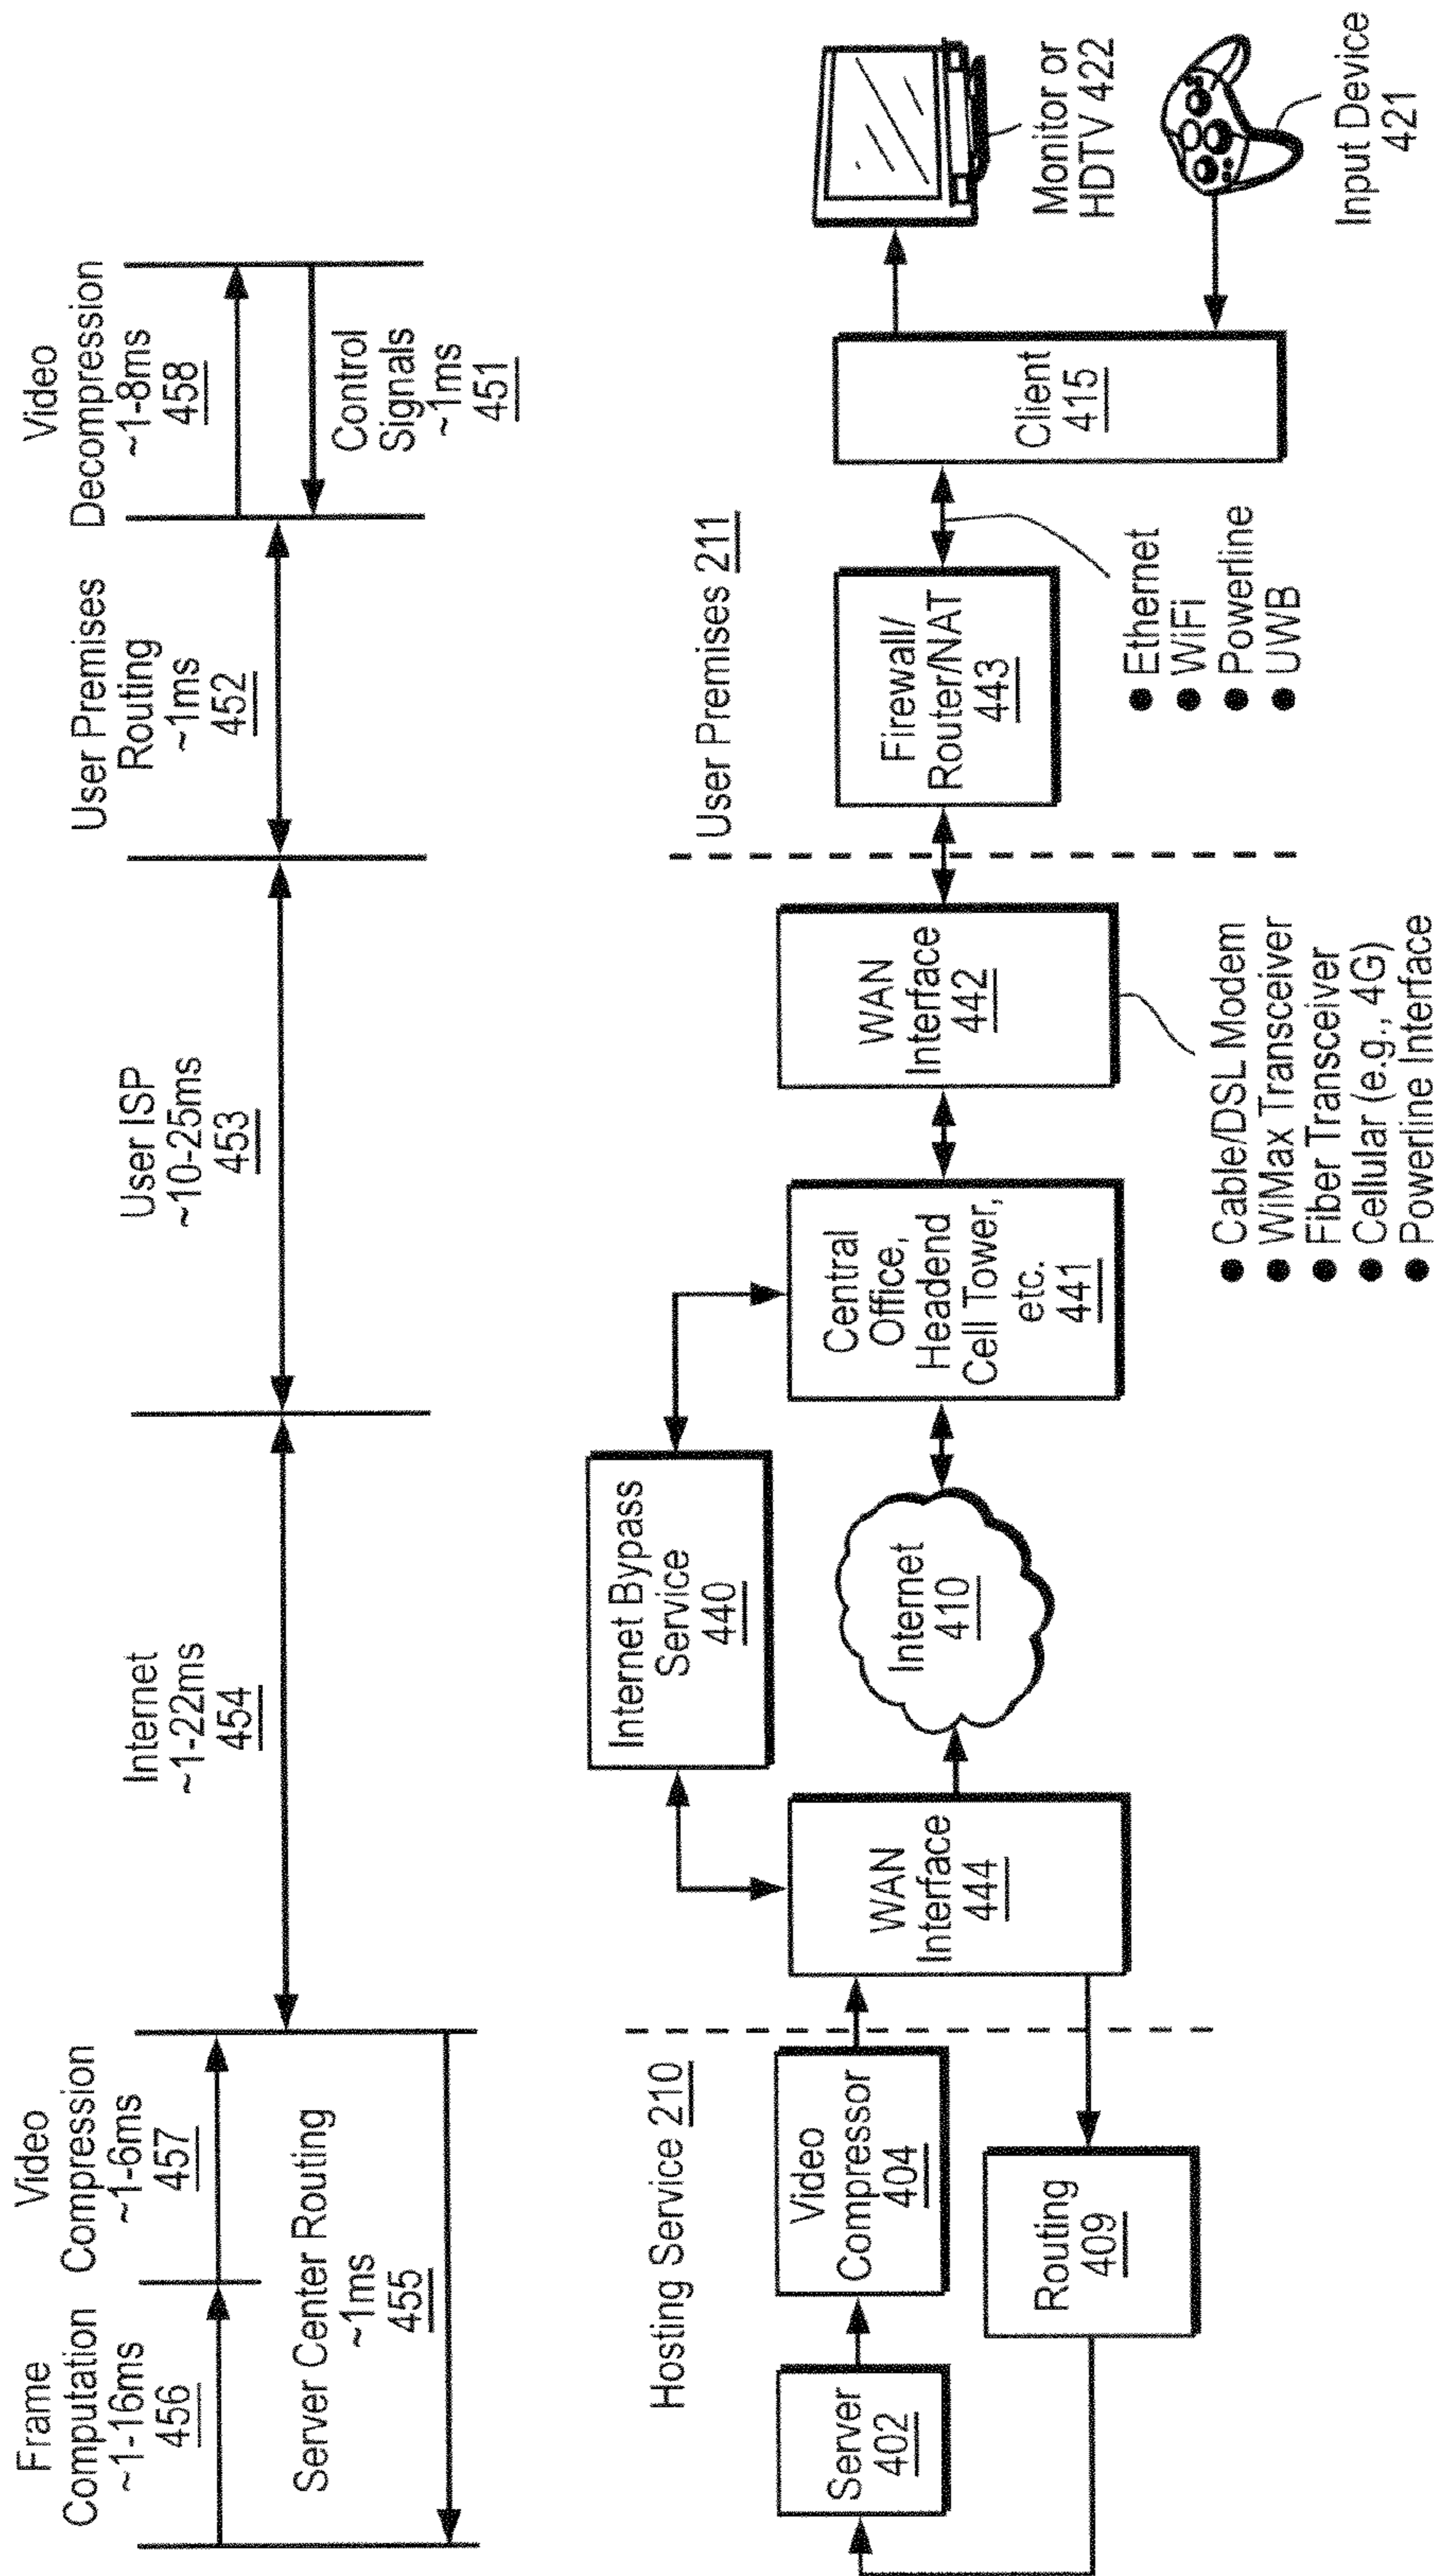 Frame
Computation
~1-16ms
456
Video
Compression
~1-6ms
457
Server Center Routing
~1ms
455
Internet
~1-22ms
454
User ISP
~10-25ms
453
User Premises
Routing
~1ms
452
Video
Decompression
~1-8ms
458
Control
Signals
~1ms
451
Hosting Service 210
Server
402
Video
Compressor
404
Routing
409
WAN
Interface
444
Internet Bypass
Service
440
Internet
410
Central
Office,
Headend
Cell Tower,
etc.
441
WAN
Interface
442
● Cable/DSL Modem
● WiMax Transceiver
● Fiber Transceiver
● Cellular (e.g., 4G)
● Powerline Interface
User Premises 211
Firewall/
Router/NAT
443
● Ethernet
● WiFi
● Powerline
● UWB
Client
415
Monitor or
HDTV 422
Input Device
421